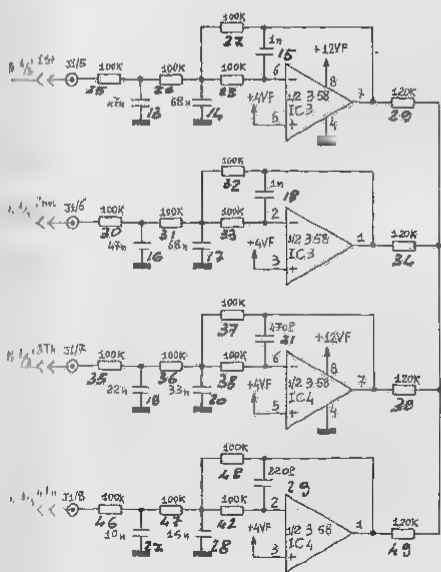 100K
27
1n
15
+12VF
8
J1/5
100K
25
100K
100K
6
7
120K
29
47n
13
68n
14
+4VF
5
1/2 358
IC3
4
100K
32
1n
18
J1/6
100K
30
100K
31
100K
33
2
1
120K
34
47n
16
68n
17
+4VF
3
1/2 358
IC3
100K
37
470P
21
+12VF
8
J1/7
100K
35
100K
36
100K
38
6
7
120K
39
22n
18
33n
20
+4VF
5
1/2 358
IC4
4
100K
48
220P
29
J1/8
100K
46
100K
47
100K
42
2
1
120K
49
10n
27
15n
28
+4VF
3
1/2 358
IC4